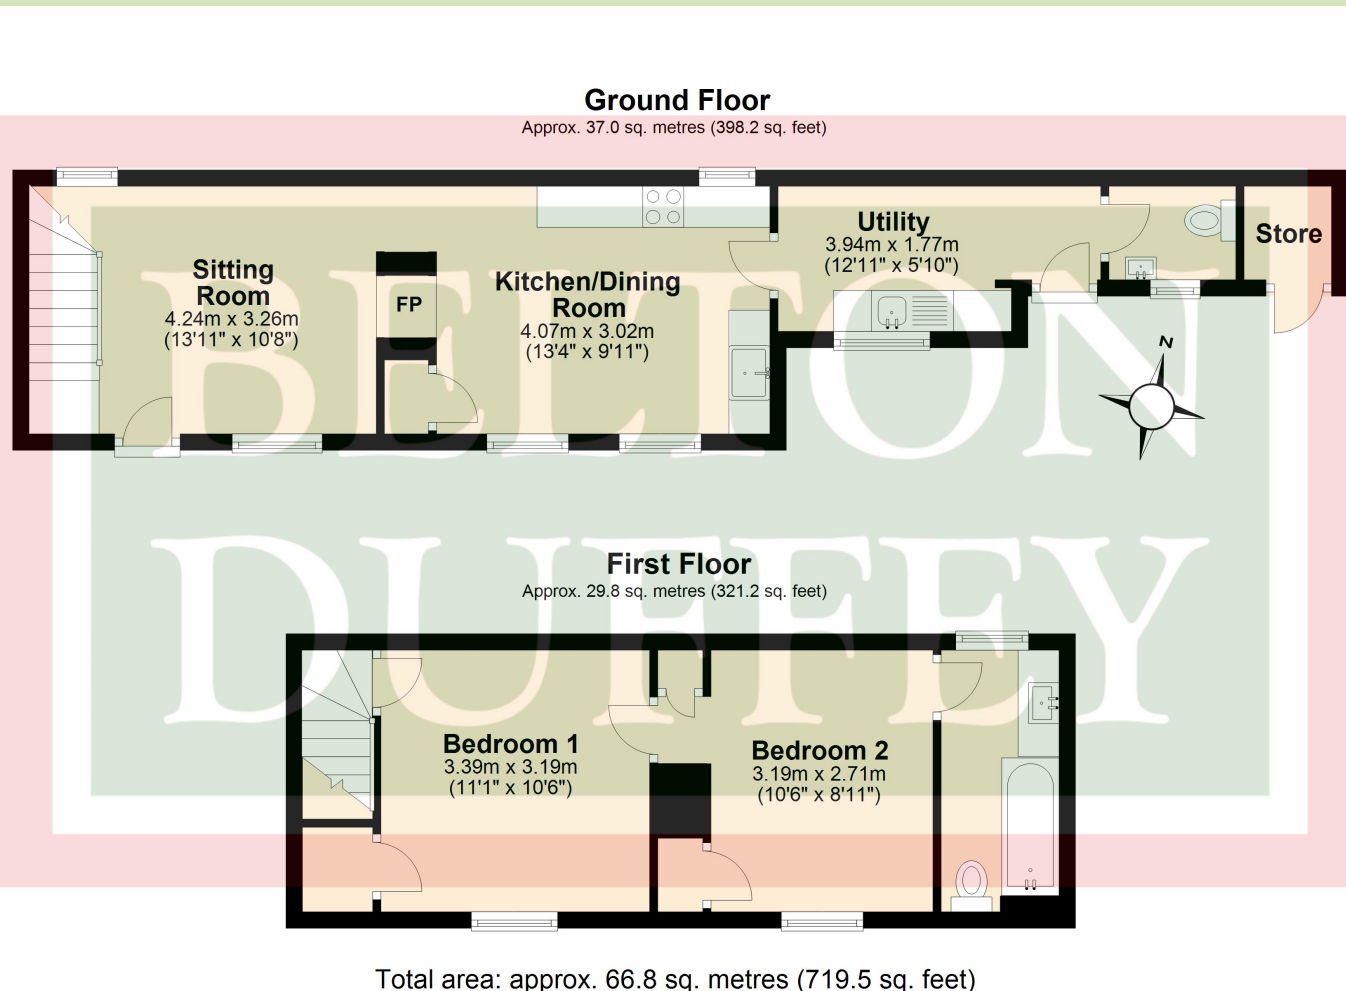 Ground Floor
Approx. 37.0 sq. metres (398.2 sq. feet)
Sitting
Room
4.24m x 3.26m
(13'11" x 10'8")
FP
Kitchen/Dining
Room
4.07m x 3.02m
(13'4" x 9'11")
Utility
3.94m x 1.77m
(12'11" x 5'10")
Store
N
BELTON
DUFFEY
First Floor
Approx. 29.8 sq. metres (321.2 sq. feet)
Bedroom 1
3.39m x 3.19m
(11'1" x 10'6")
Bedroom 2
3.19m x 2.71m
(10'6" x 8'11")
Total area: approx. 66.8 sq. metres (719.5 sq. feet)